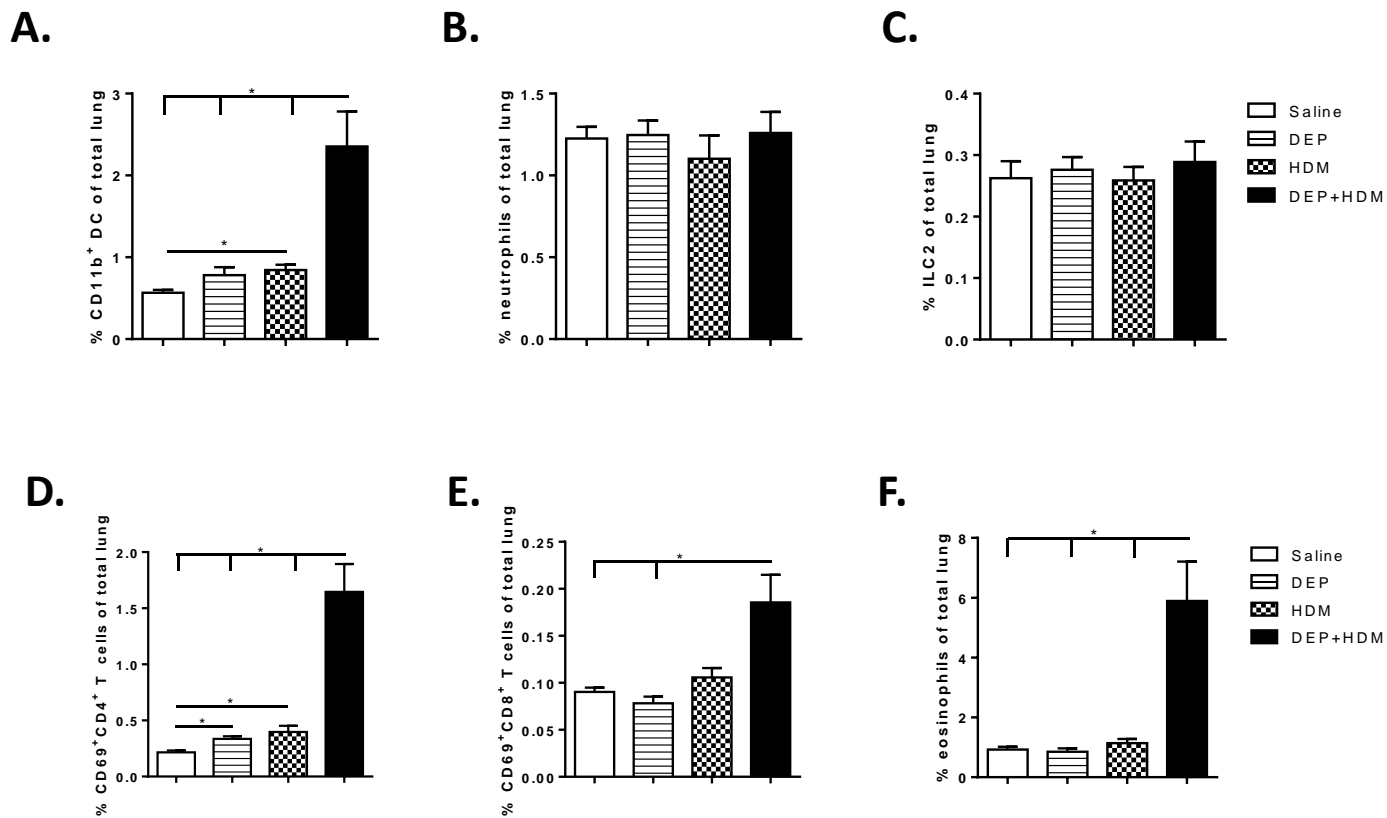 A.
B.
C.
% CD11b⁺ DC of total lung
3
2
1
0
*
*
% neutrophils of total lung
1.5
1.0
0.5
0.0
% ILC2 of total lung
0.4
0.3
0.2
0.1
0.0
Saline
DEP
HDM
DEP+HDM
D.
E.
F.
% CD69⁺CD4⁺ T cells of total lung
2.0
1.5
1.0
0.5
0.0
*
*
*
% CD69⁺CD8⁺ T cells of total lung
0.25
0.20
0.15
0.10
0.05
0.00
*
% eosinophils of total lung
8
6
4
2
0
*
Saline
DEP
HDM
DEP+HDM